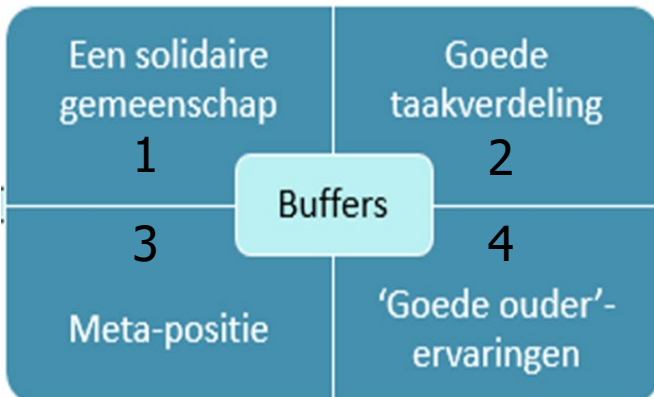 Een solidaire
gemeenschap
1
Goede
taakverdeling
2
Buffers
3
Meta-positie
4
‘Goede ouder’-
ervaringen